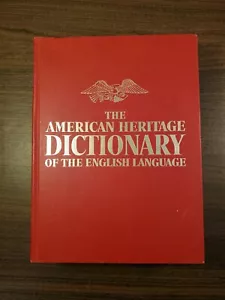 THE
AMERICAN HERITAGE
DICTIONARY
OF THE ENGLISH LANGUAGE